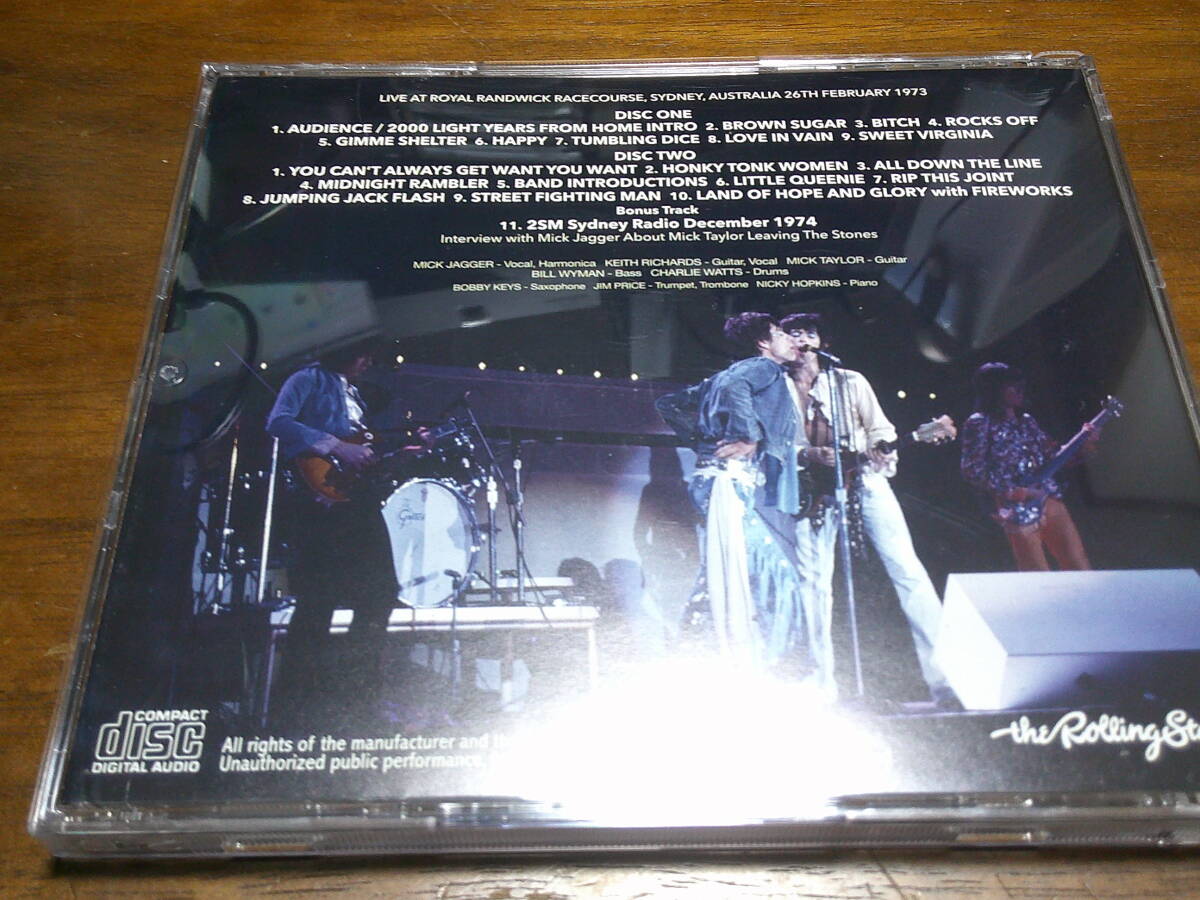 LIVE AT ROYAL RANDWICK RACECOURSE, SYDNEY, AUSTRALIA 26TH FEBRUARY 1973
DISC ONE
1. AUDIENCE / 2000 LIGHT YEARS FROM HOME INTRO 2. BROWN SUGAR 3. BITCH 4. ROCKS OFF
5. GIMME SHELTER 6. HAPPY 7. TUMBLING DICE 8. LOVE IN VAIN 9. SWEET VIRGINIA
DISC TWO
1. YOU CAN'T ALWAYS GET WANT YOU WANT 2. HONKY TONK WOMEN 3. ALL DOWN THE LINE
4. MIDNIGHT RAMBLER 5. BAND INTRODUCTIONS 6. LITTLE QUEENIE 7. RIP THIS JOINT
8. JUMPING JACK FLASH 9. STREET FIGHTING MAN 10. LAND OF HOPE AND GLORY with FIREWORKS
Bonus Track
11. 2SM Sydney Radio December 1974
Interview with Mick Jagger About Mick Taylor Leaving The Stones
MICK JAGGER - Vocal, Harmonica KEITH RICHARDS - Guitar, Vocal MICK TAYLOR - Guitar
BILL WYMAN - Bass CHARLIE WATTS - Drums
BOBBY KEYS - Saxophone JIM PRICE - Trumpet, Trombone NICKY HOPKINS - Piano
Gretsch
COMPACT
disc
DIGITAL AUDIO
All rights of the manufacturer and
Unauthorized public performance,
the Rolling